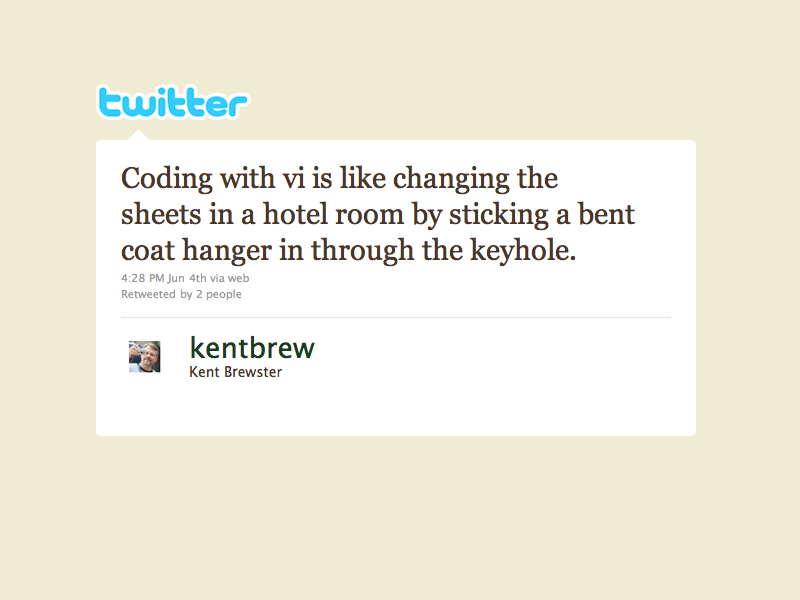 twitter
Coding with vi is like changing the
sheets in a hotel room by sticking a bent
coat hanger in through the keyhole.
4:28 PM Jun 4th via web
Retweeted by 2 people
kentbrew
Kent Brewster